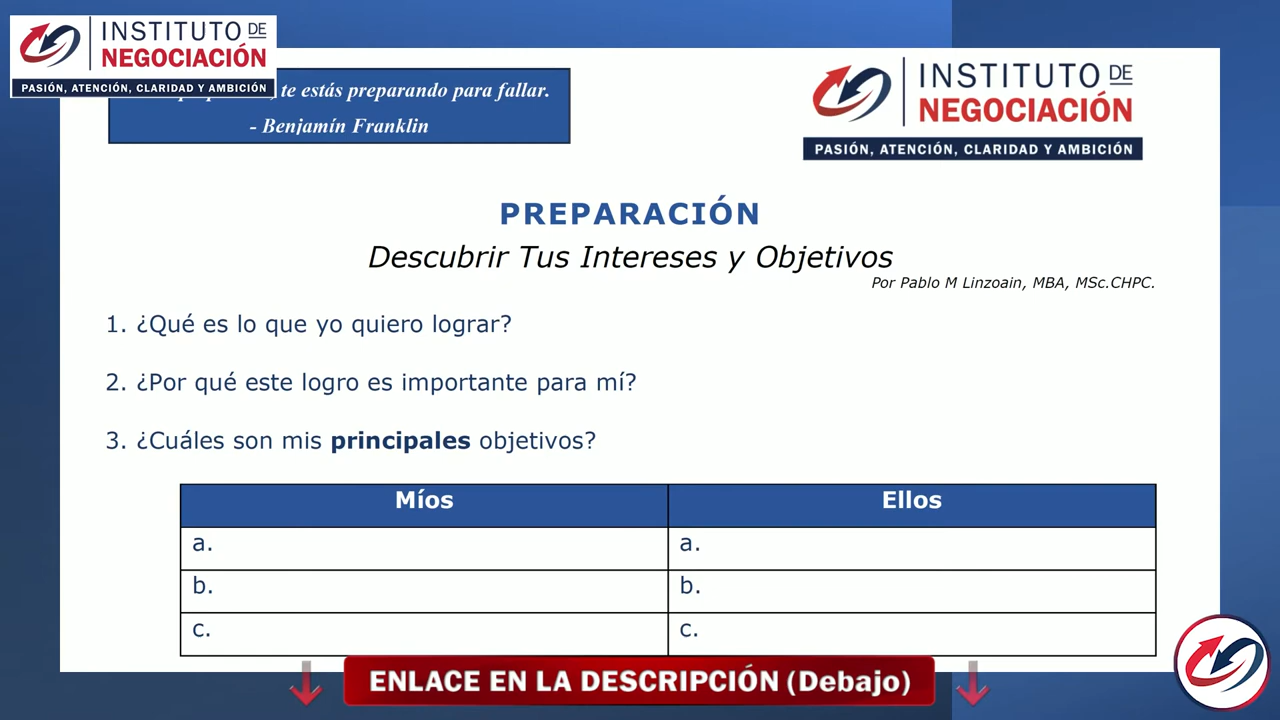 INSTITUTO DE
NEGOCIACIÓN
PASIÓN, ATENCIÓN, CLARIDAD Y AMBICIÓN
te estás preparando para fallar.
- Benjamín Franklin
INSTITUTO DE
NEGOCIACIÓN
PASIÓN, ATENCIÓN, CLARIDAD Y AMBICIÓN
PREPARACIÓN
Descubrir Tus Intereses y Objetivos
Por Pablo M Linzoain, MBA, MSc.CHPC.
1. ¿Qué es lo que yo quiero lograr?
2. ¿Por qué este logro es importante para mí?
3. ¿Cuáles son mis principales objetivos?
Míos Ellos
a. a.
b. b.
c. c.
ENLACE EN LA DESCRIPCIÓN (Debajo)